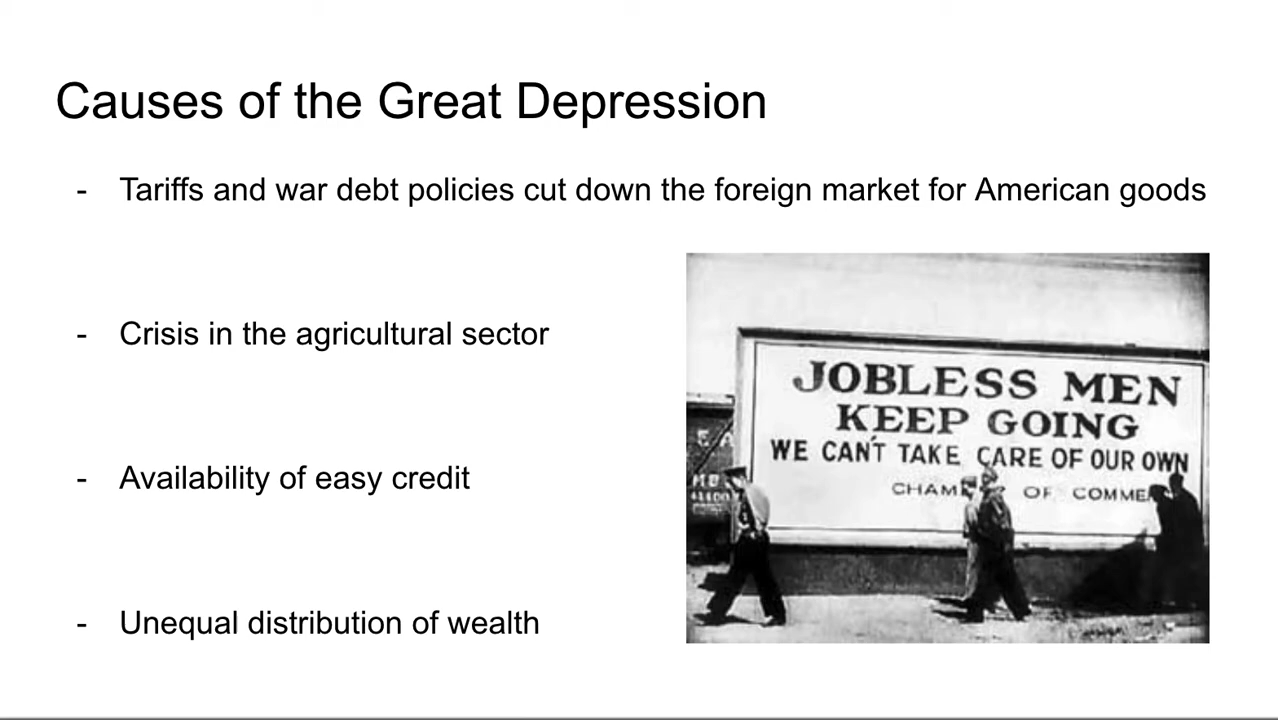 Causes of the Great Depression
- Tariffs and war debt policies cut down the foreign market for American goods
- Crisis in the agricultural sector
- Availability of easy credit
- Unequal distribution of wealth
JOBLESS MEN
KEEP GOING
WE CAN'T TAKE CARE OF OUR OWN
OF